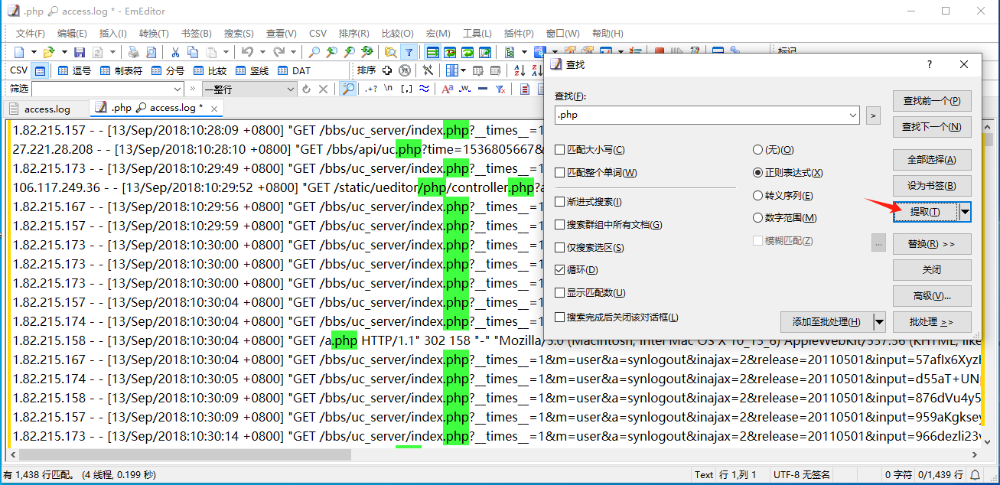 .php access.log * - EmEditor
文件(F) 编辑(E) 插入(I) 转换(T) 书签(B) 搜索(S) 查看(V) CSV 排序(R) 比较(O) 宏(M) 工具(L) 插件(P) 窗口(W) 帮助(H)
标记
CSV 逗号 制表符 分号 比较 竖线 DAT 排序
筛选 一整行
access.log .php access.log *
1.82.215.157 - - [13/Sep/2018:10:28:09 +0800] "GET /bbs/uc_server/index.php?__times__=1
27.221.28.208 - - [13/Sep/2018:10:28:10 +0800] "GET /bbs/api/uc.php?time=1536805667&
1.82.215.173 - - [13/Sep/2018:10:29:49 +0800] "GET /bbs/uc_server/index.php?__times__=1
106.117.249.36 - - [13/Sep/2018:10:29:52 +0800] "GET /static/ueditor/php/controller.php?a
1.82.215.167 - - [13/Sep/2018:10:29:56 +0800] "GET /bbs/uc_server/index.php?__times__=1
1.82.215.157 - - [13/Sep/2018:10:29:59 +0800] "GET /bbs/uc_server/index.php?__times__=1
1.82.215.173 - - [13/Sep/2018:10:30:00 +0800] "GET /bbs/uc_server/index.php?__times__=1
1.82.215.173 - - [13/Sep/2018:10:30:00 +0800] "GET /bbs/uc_server/index.php?__times__=1
1.82.215.173 - - [13/Sep/2018:10:30:00 +0800] "GET /bbs/uc_server/index.php?__times__=1
1.82.215.157 - - [13/Sep/2018:10:30:04 +0800] "GET /bbs/uc_server/index.php?__times__=1
1.82.215.174 - - [13/Sep/2018:10:30:04 +0800] "GET /bbs/uc_server/index.php?__times__=1
1.82.215.158 - - [13/Sep/2018:10:30:04 +0800] "GET /a.php HTTP/1.1" 302 158 "-" "Mozilla/5.0 (Macintosh; Intel Mac OS X 10_13_6) AppleWebKit/537.36 (KHTML, like
1.82.215.167 - - [13/Sep/2018:10:30:04 +0800] "GET /bbs/uc_server/index.php?__times__=1&m=user&a=synlogout&inajax=2&release=20110501&input=57afIx6Xyz
1.82.215.174 - - [13/Sep/2018:10:30:05 +0800] "GET /bbs/uc_server/index.php?__times__=1&m=user&a=synlogout&inajax=2&release=20110501&input=d55aT+UN
1.82.215.158 - - [13/Sep/2018:10:30:09 +0800] "GET /bbs/uc_server/index.php?__times__=1&m=user&a=synlogout&inajax=2&release=20110501&input=876dVu4y5
1.82.215.157 - - [13/Sep/2018:10:30:09 +0800] "GET /bbs/uc_server/index.php?__times__=1&m=user&a=synlogout&inajax=2&release=20110501&input=959aKgksey
1.82.215.173 - - [13/Sep/2018:10:30:14 +0800] "GET /bbs/uc_server/index.php?__times__=1&m=user&a=synlogout&inajax=2&release=20110501&input=966dezli23
查找
查找(F):
.php
匹配大小写(C)
匹配整个单词(W)
渐进式搜索(I)
搜索群组中所有文档(G)
仅搜索选区(S)
循环(D)
显示匹配数(U)
搜索完成后关闭该对话框(L)
(无)(O)
正则表达式(X)
转义序列(E)
数字范围(M)
模糊匹配(Z)
...
添加至批处理(H)
查找前一个(P)
查找下一个(N)
全部选择(A)
设为书签(B)
提取(T)
替换(R) >>
关闭
高级(V)...
批处理 >>
有 1,438 行匹配。 (4 线程, 0.199 秒) Text 行 1,列 1 UTF-8 无签名 0 字符 0/1,439 行